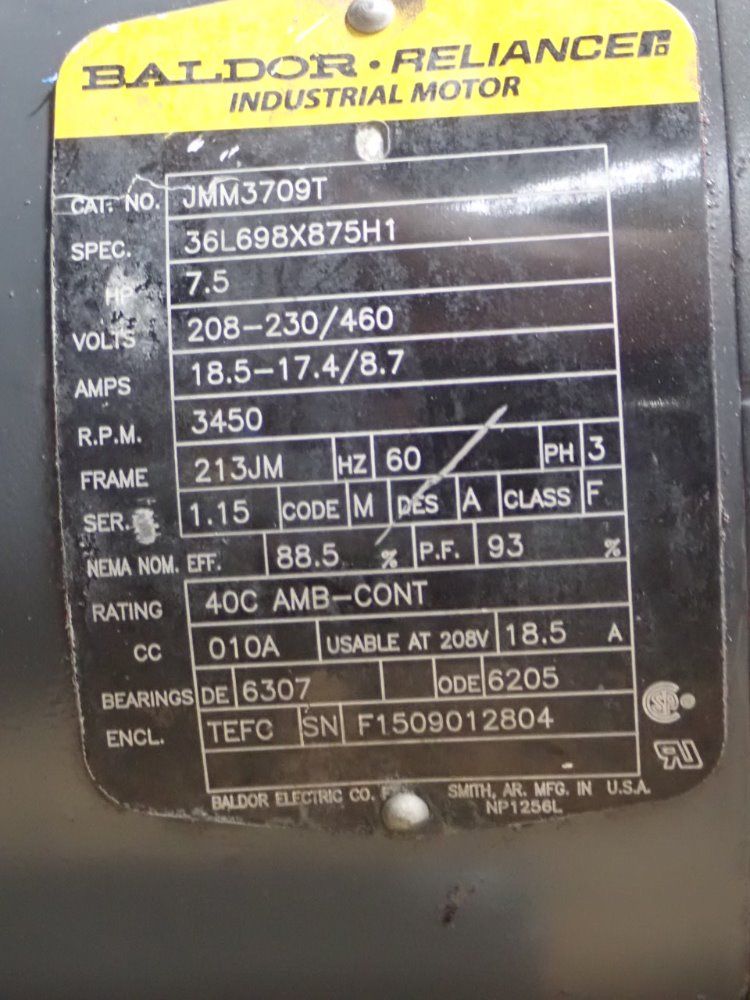 BALDOR • RELIANCER
INDUSTRIAL MOTOR
CAT. NO. JMM3709T
SPEC. 36L698X875H1
HP 7.5
VOLTS 208-230/460
AMPS 18.5-17.4/8.7
R.P.M. 3450
FRAME 213JM HZ 60 PH 3
SER. 1.15 CODE M DES A CLASS F
NEMA NOM. EFF. 88.5 % P.F. 93 %
RATING 40C AMB-CONT
CC 010A USABLE AT 208V 18.5 A
BEARINGS DE 6307 ODE 6205
ENCL. TEFC SN F1509012804
BALDOR ELECTRIC CO. SMITH, AR. MFG. IN U.S.A.
NP1256L